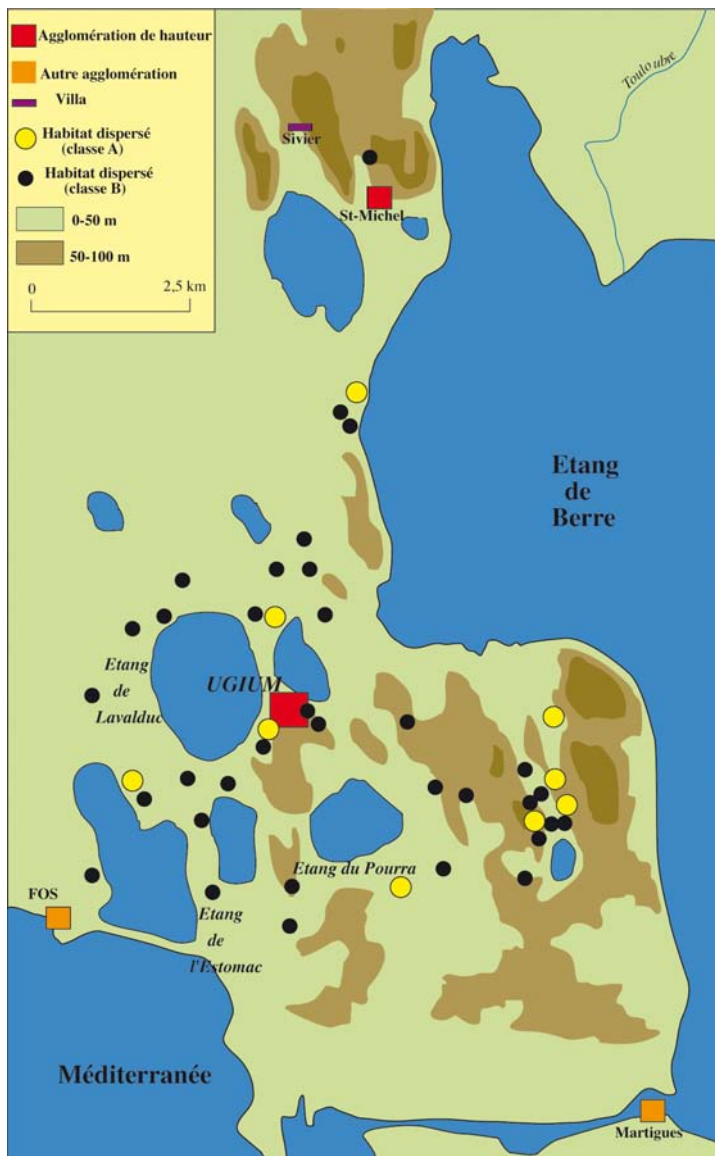 Agglomération de hauteur
Autre agglomération
Villa
Habitat dispersé
(classe A)
Habitat dispersé
(classe B)
0-50 m
50-100 m
0 2,5 km
Touloubre
Sivier
St-Michel
Etang
de
Berre
Etang
de
Lavalduc
UGIUM
Etang du Pourra
FOS
Etang
de
l'Estomac
Méditerranée
Martigues